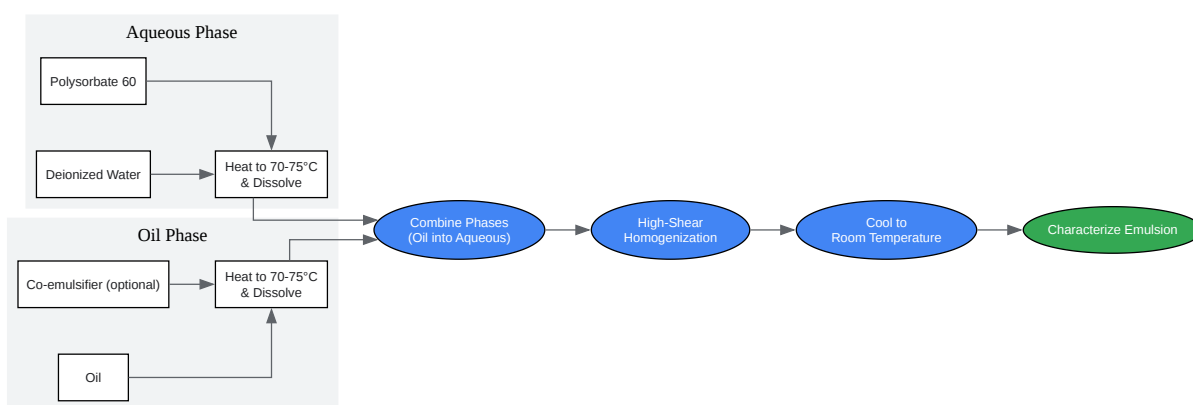 Aqueous Phase
Polysorbate 60
Deionized Water
Heat to 70-75°C
& Dissolve
Oil Phase
Co-emulsifier (optional)
Heat to 70-75°C
& Dissolve
Oil
Combine Phases
(Oil into Aqueous)
High-Shear
Homogenization
Cool to
Room Temperature
Characterize Emulsion